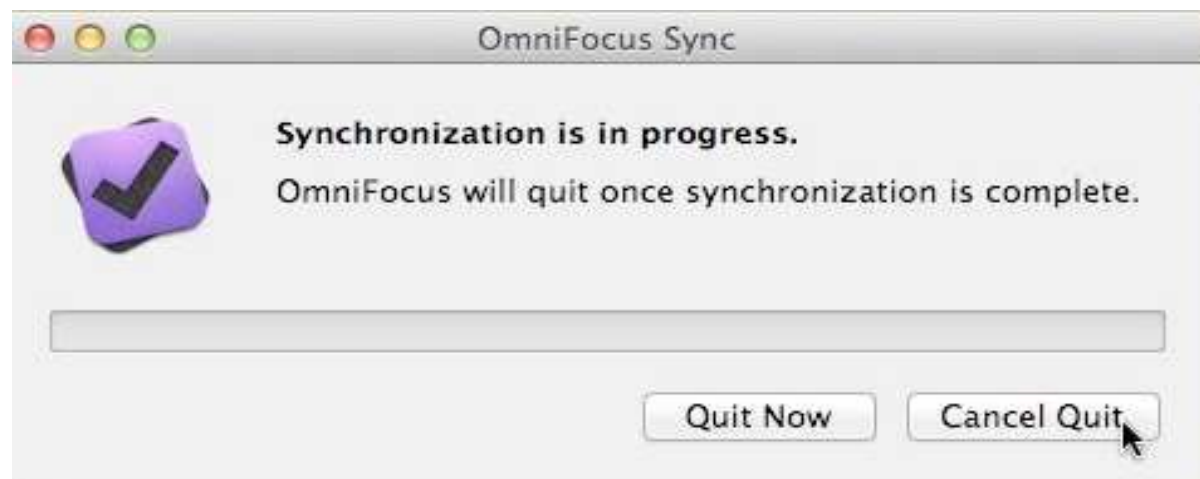 OmniFocus Sync
Synchronization is in progress.
OmniFocus will quit once synchronization is complete.
Quit Now
Cancel Quit